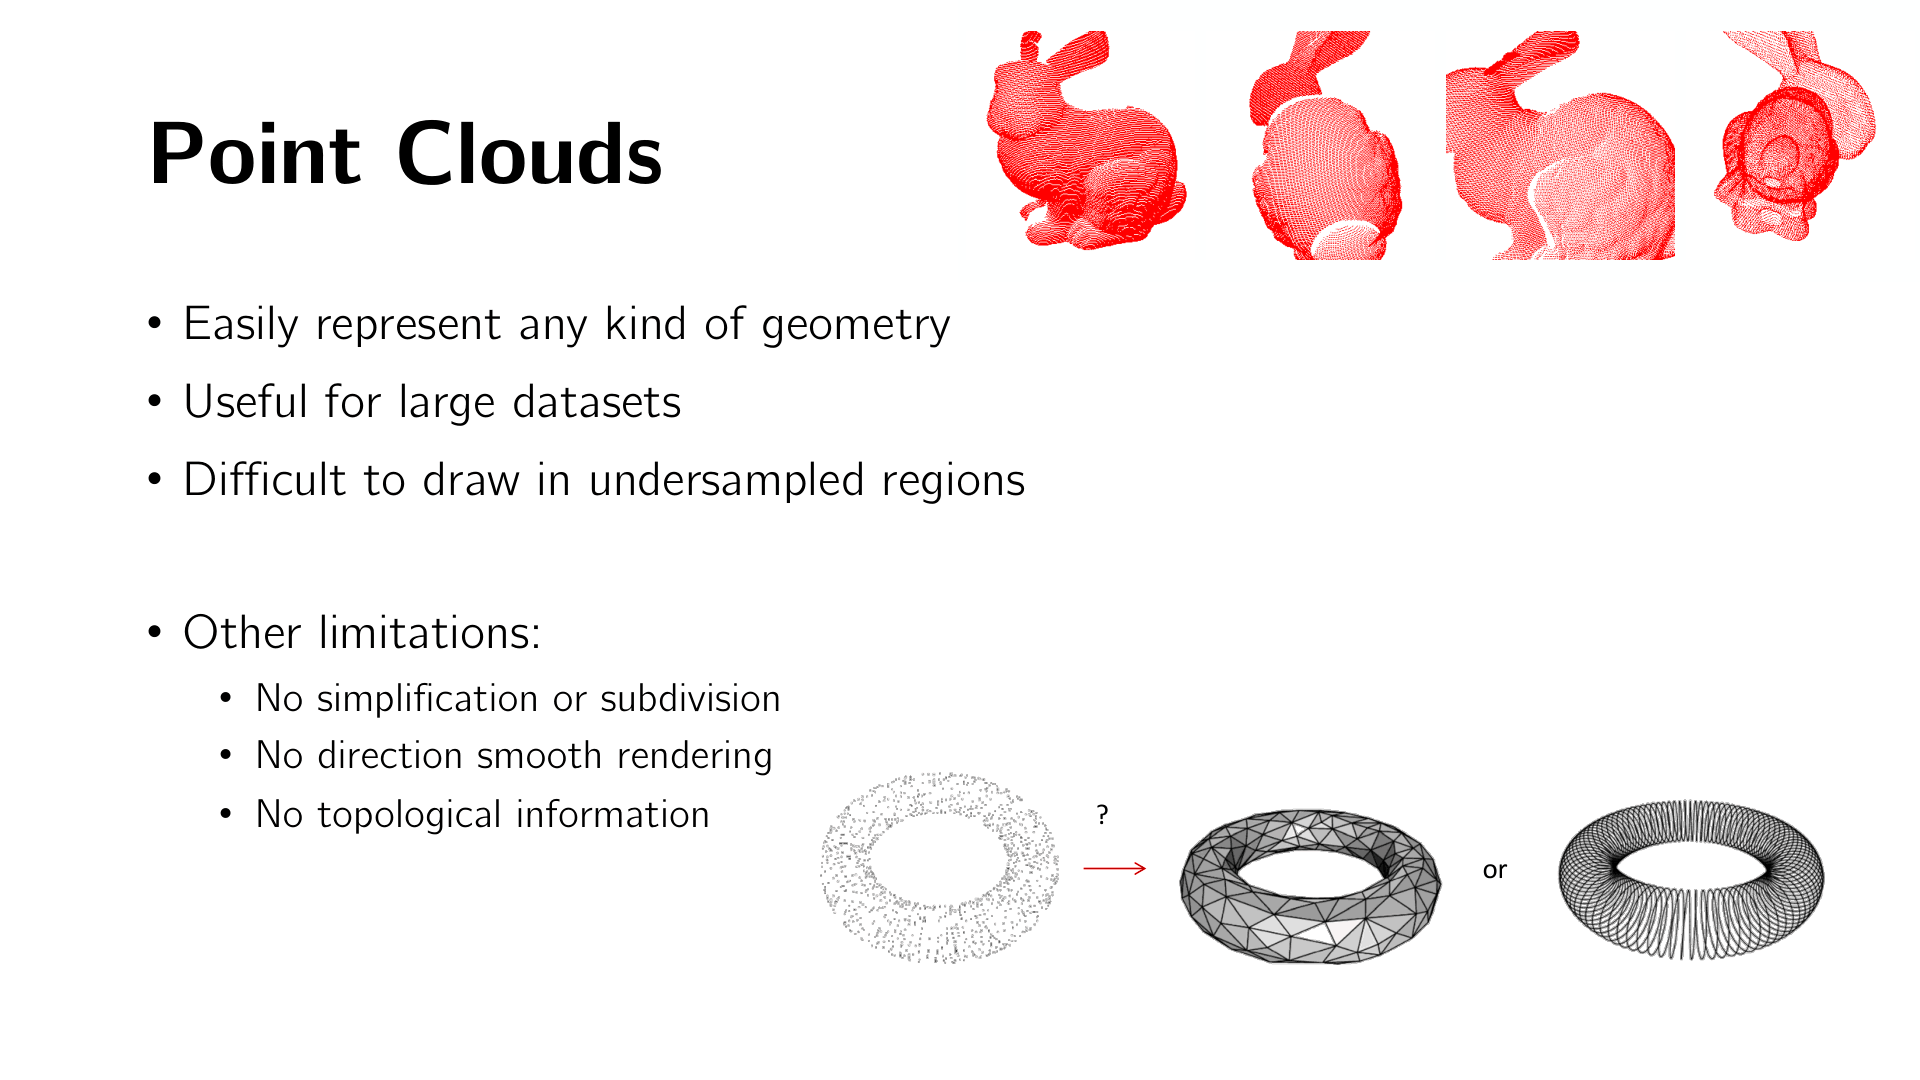 Point Clouds
• Easily represent any kind of geometry
• Useful for large datasets
• Difficult to draw in undersampled regions
• Other limitations:
• No simplification or subdivision
• No direction smooth rendering
• No topological information
?
or